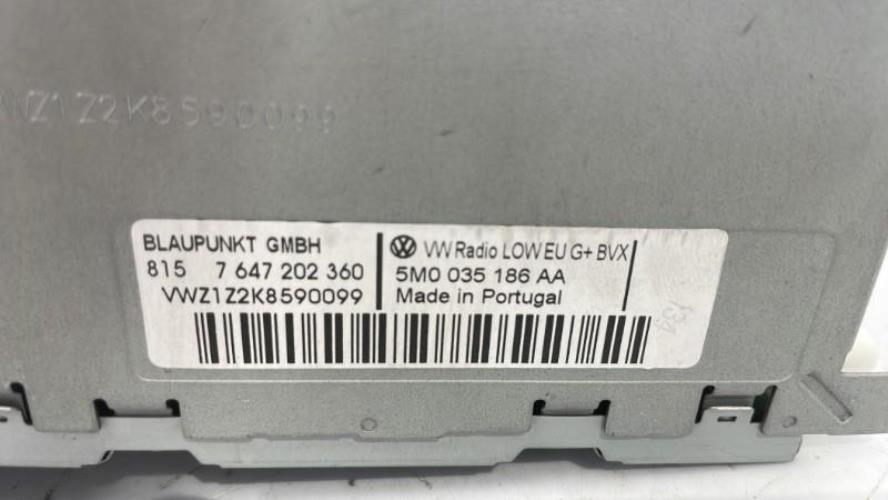 VWZ1Z2K8590099
BLAUPUNKT GMBH
815 7 647 202 360
VWZ1Z2K8590099
VW Radio LOW EU G+ BVX
5M0 035 186 AA
Made in Portugal